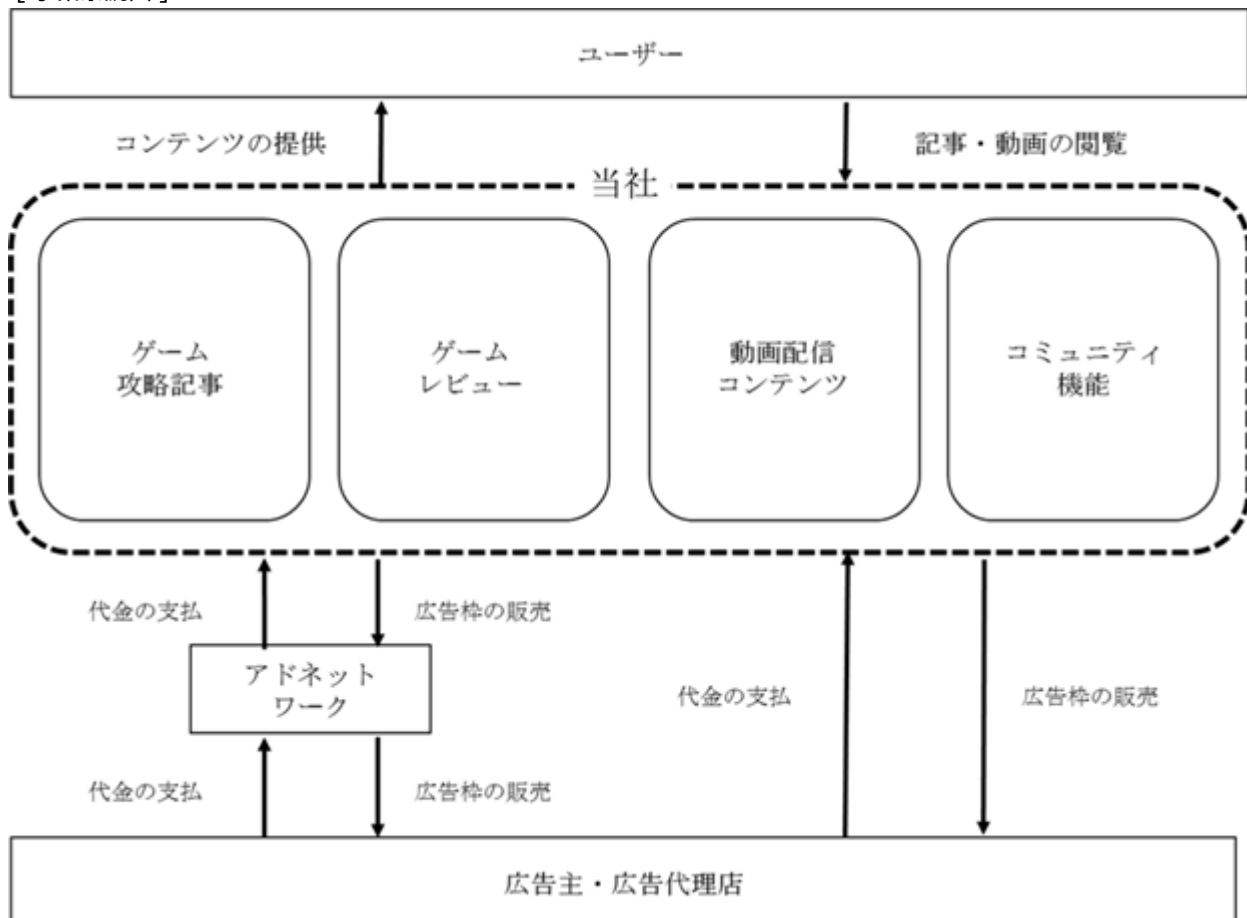 ユーザー
コンテンツの提供
記事・動画の閲覧
当社
ゲーム
攻略記事
ゲーム
レビュー
動画配信
コンテンツ
コミュニティ
機能
代金の支払
広告枠の販売
アドネット
ワーク
代金の支払
広告枠の販売
代金の支払
広告枠の販売
広告主・広告代理店